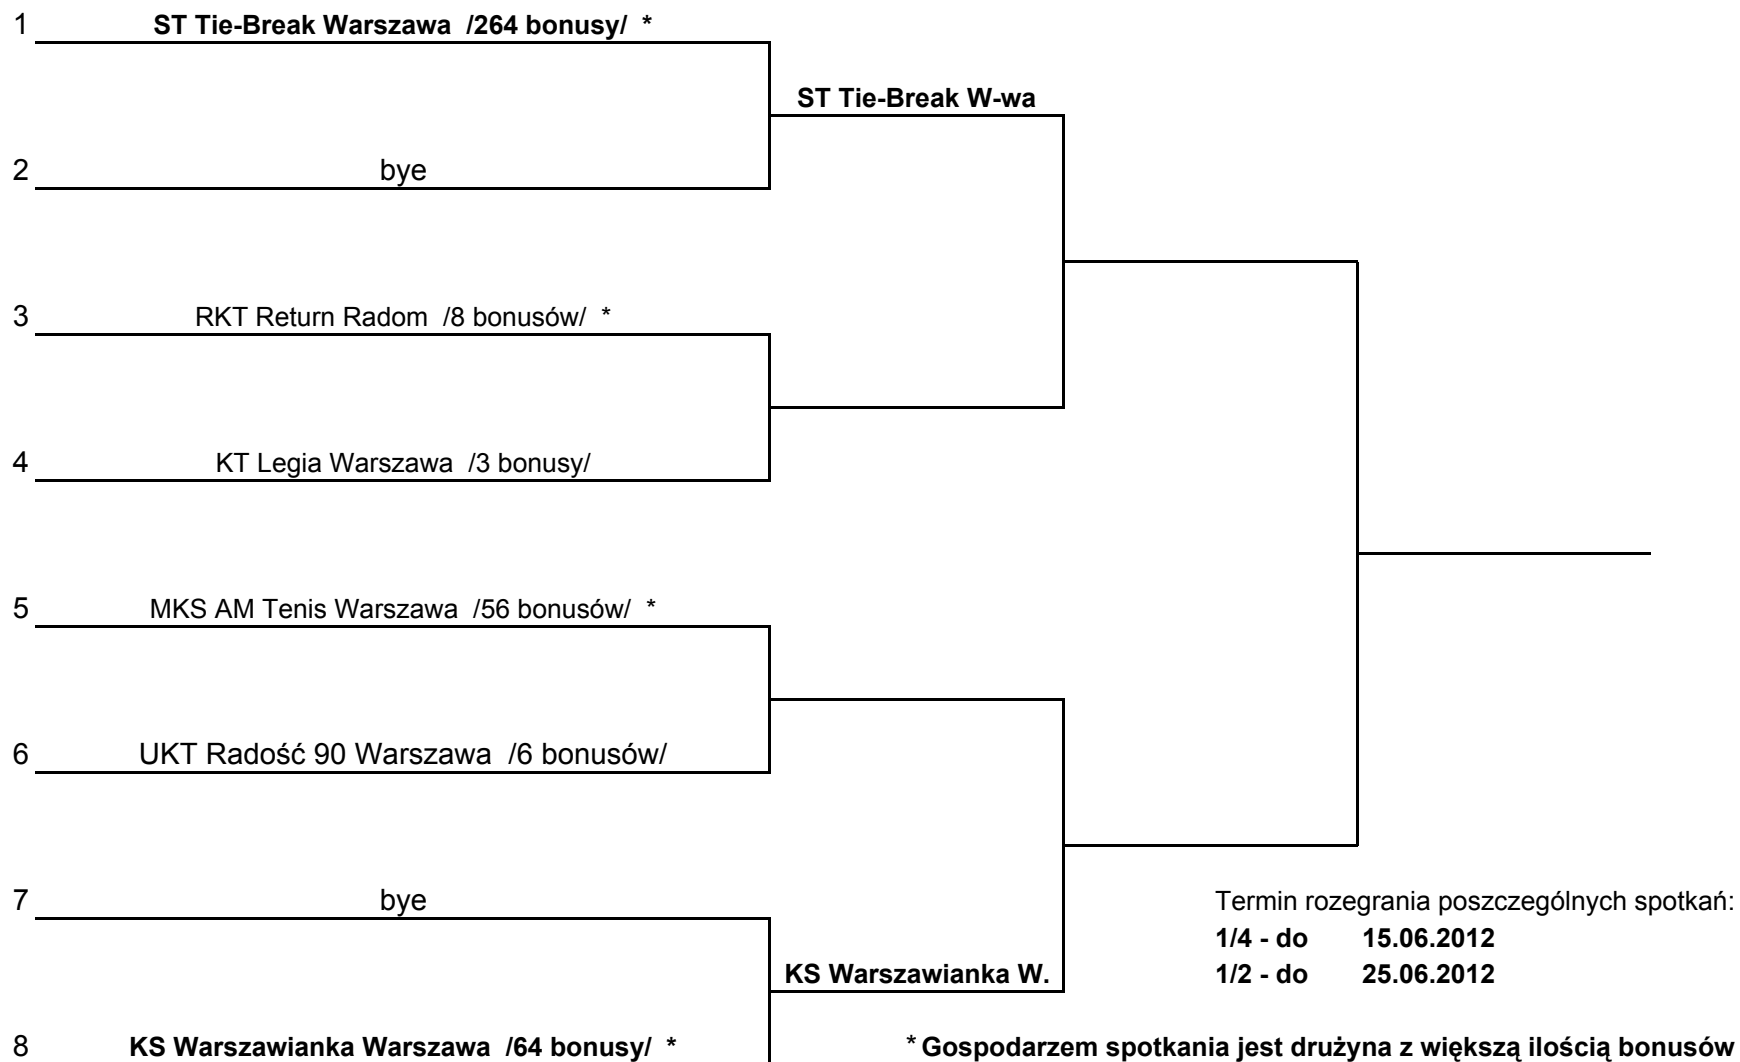 1 ST Tie-Break Warszawa /264 bonusy/ *
ST Tie-Break W-wa
2 bye
3 RKT Return Radom /8 bonusów/ *
4 KT Legia Warszawa /3 bonusy/
5 MKS AM Tenis Warszawa /56 bonusów/ *
6 UKT Radość 90 Warszawa /6 bonusów/
7 bye
Termin rozegrania poszczególnych spotkań:
1/4 - do 15.06.2012
KS Warszawianka W.
1/2 - do 25.06.2012
8 KS Warszawianka Warszawa /64 bonusy/ *
* Gospodarzem spotkania jest drużyna z większą ilością bonusów